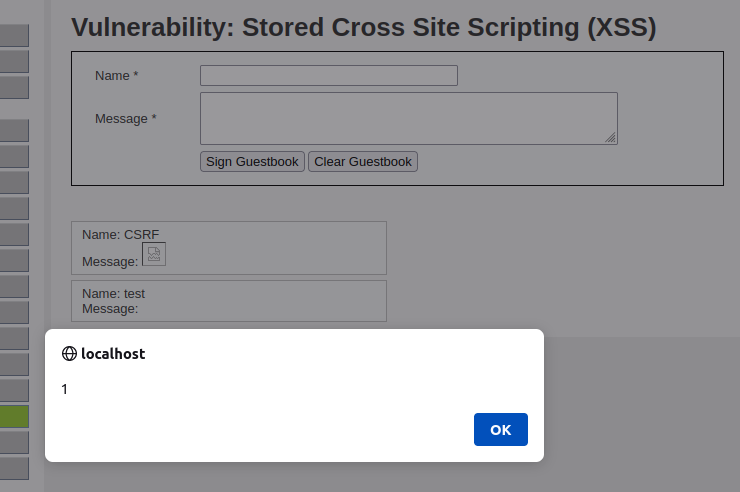 Vulnerability: Stored Cross Site Scripting (XSS)
Name *
Message *
Sign Guestbook Clear Guestbook
Name: CSRF
Message:
Name: test
Message:
localhost
1
OK